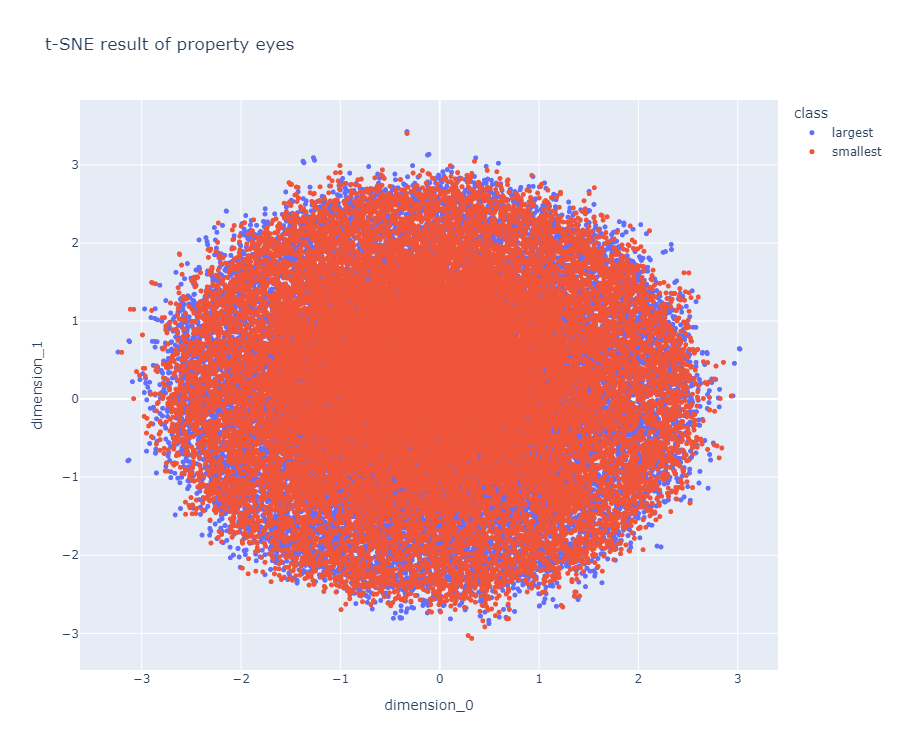 t-SNE result of property eyes
class
largest
smallest
3
2
1
0
−1
−2
−3
dimension_1
−3
−2
−1
0
1
2
3
dimension_0